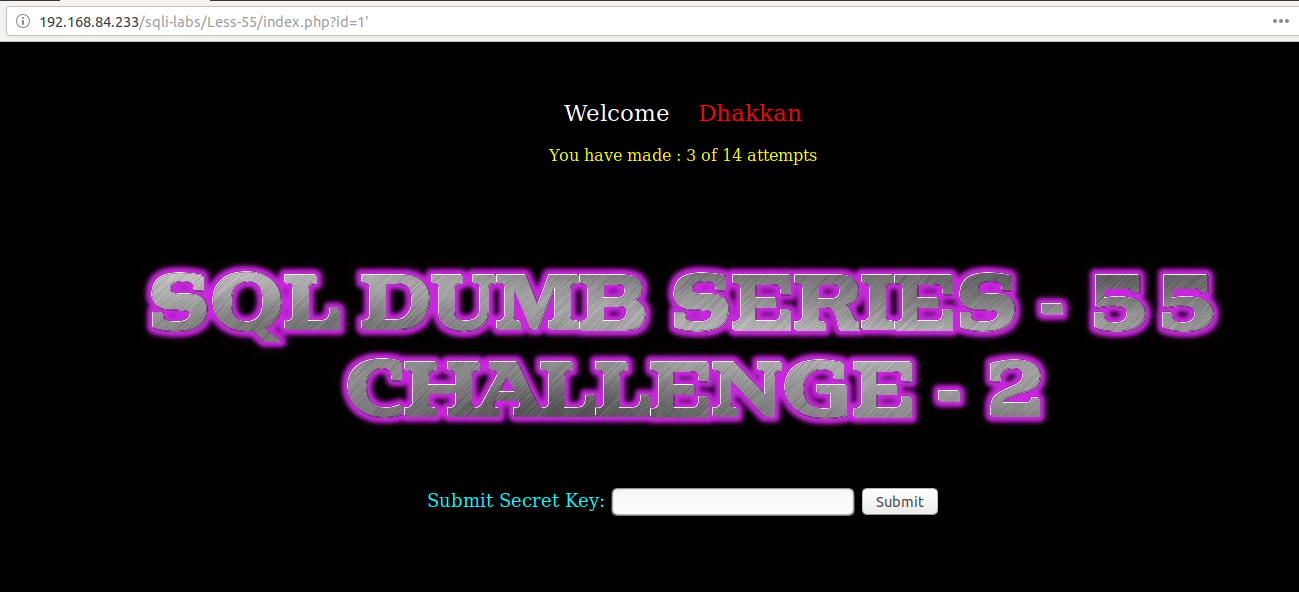 192.168.84.233/sqli-labs/Less-55/index.php?id=1'
Welcome Dhakkan
You have made : 3 of 14 attempts
SQL DUMB SERIES - 55
CHALLENGE - 2
Submit Secret Key: Submit